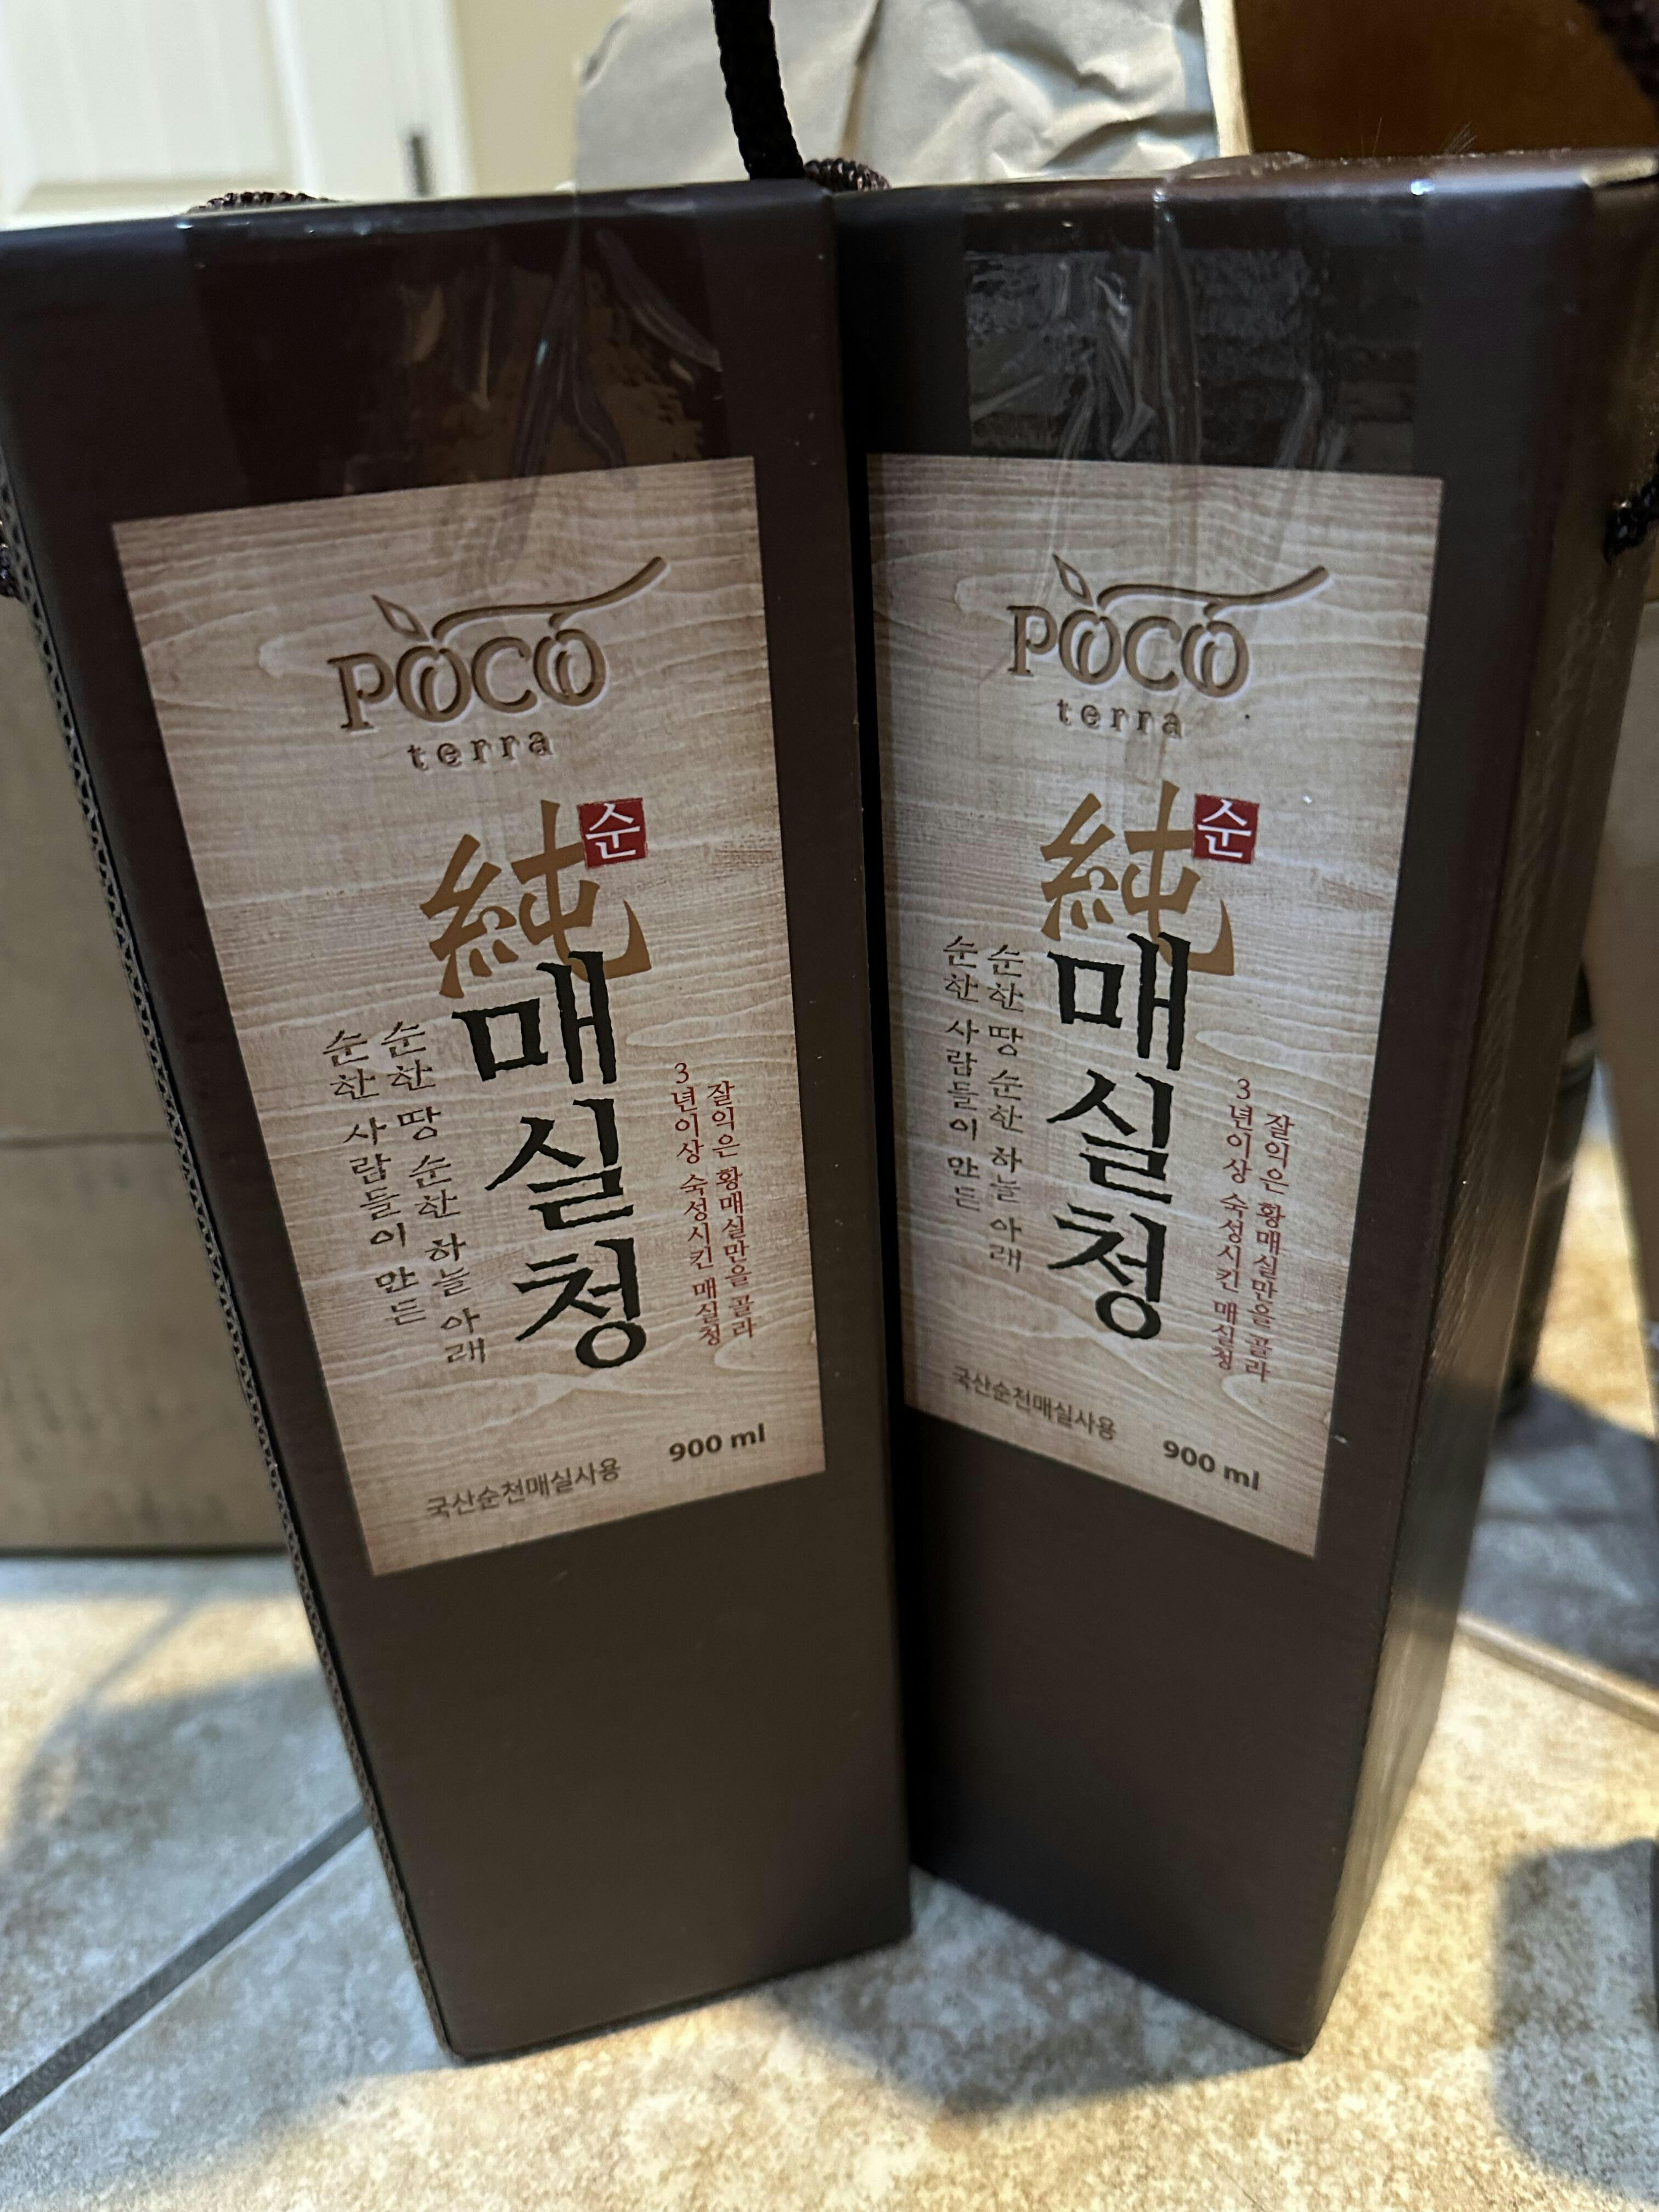 POCO
terra
純
순
매실청
순한 땅 순한 하늘 아래
순한 사람들이 만든
잘익은 황매실만을 골라
3년이상 숙성시킨 매실청
국산순천매실사용
900 ml
POCO
terra
純
순
매실청
순한 땅 순한 하늘 아래
순한 사람들이 만든
잘익은 황매실만을 골라
3년이상 숙성시킨 매실청
국산순천매실사용
900 ml